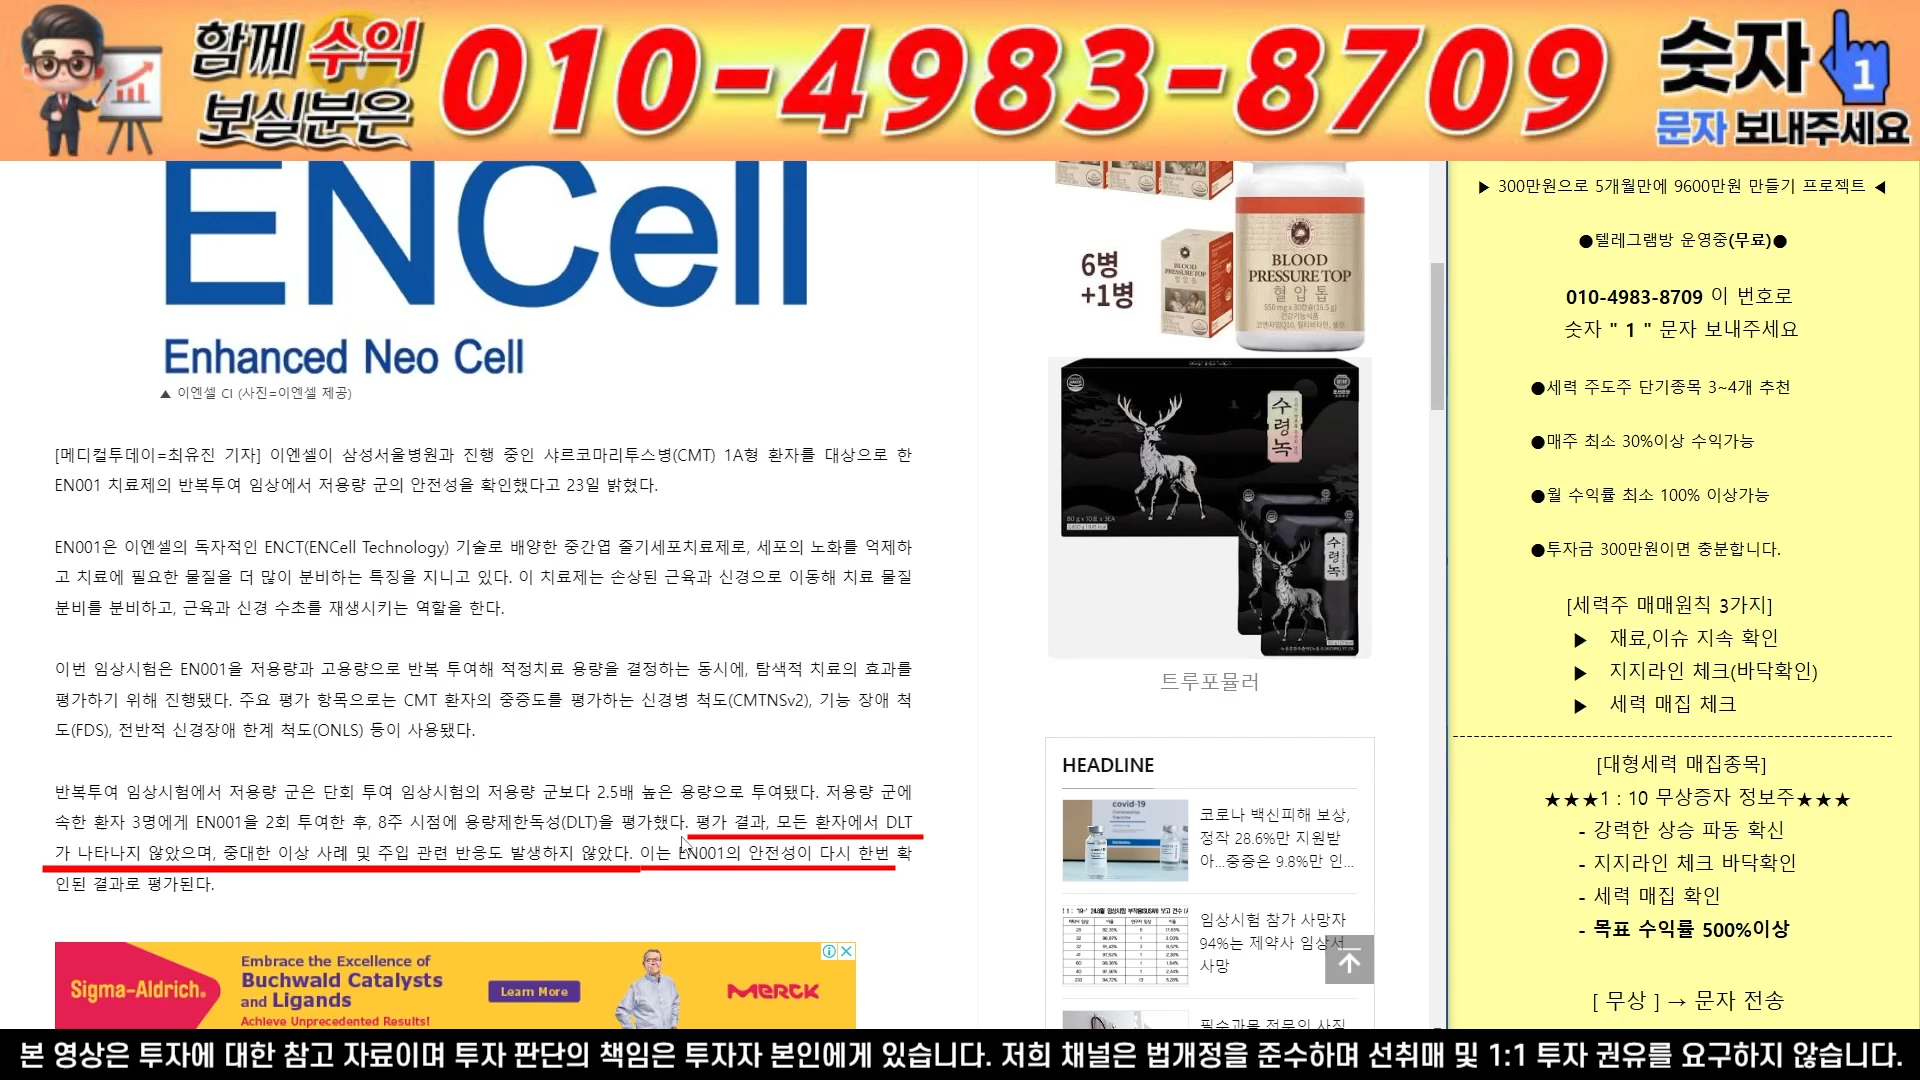 함께 수익
보실분은
010-4983-8709
숫자 1
문자 보내주세요
ENCell
Enhanced Neo Cell
▲ 이엔셀 CI (사진=이엔셀 제공)
[메디컬투데이=최유진 기자] 이엔셀이 삼성서울병원과 진행 중인 샤르코마리투스병(CMT) 1A형 환자를 대상으로 한
EN001 치료제의 반복투여 임상에서 저용량 군의 안전성을 확인했다고 23일 밝혔다.
EN001은 이엔셀의 독자적인 ENCT(ENCell Technology) 기술로 배양한 중간엽 줄기세포치료제로, 세포의 노화를 억제하
고 치료에 필요한 물질을 더 많이 분비하는 특징을 지니고 있다. 이 치료제는 손상된 근육과 신경으로 이동해 치료 물질
분비를 분비하고, 근육과 신경 수초를 재생시키는 역할을 한다.
이번 임상시험은 EN001을 저용량과 고용량으로 반복 투여해 적정치료 용량을 결정하는 동시에, 탐색적 치료의 효과를
평가하기 위해 진행됐다. 주요 평가 항목으로는 CMT 환자의 중증도를 평가하는 신경병 척도(CMTNSv2), 기능 장애 척
도(FDS), 전반적 신경장애 한계 척도(ONLS) 등이 사용됐다.
반복투여 임상시험에서 저용량 군은 단회 투여 임상시험의 저용량 군보다 2.5배 높은 용량으로 투여됐다. 저용량 군에
속한 환자 3명에게 EN001을 2회 투여한 후, 8주 시점에 용량제한독성(DLT)을 평가했다. 평가 결과, 모든 환자에서 DLT
가 나타나지 않았으며, 중대한 이상 사례 및 주입 관련 반응도 발생하지 않았다. 이는 EN001의 안전성이 다시 한번 확
인된 결과로 평가된다.
Sigma-Aldrich.
Embrace the Excellence of
Buchwald Catalysts
and Ligands
Achieve Unprecedented Results!
Learn More
MERCK
6병
+1병
BLOOD
PRESSURE TOP
BLOOD
PRESSURE TOP
혈압톱
수령녹
수령녹
트루포뮬러
HEADLINE
코로나 백신피해 보상,
정작 28.6%만 지원받
아...중증은 9.8%만 인...
covid-19
임상시험 참가 사망자
94%는 제약사 임상서
사망
필수과목 전문의 사직
▶ 300만원으로 5개월만에 9600만원 만들기 프로젝트 ◀
●텔레그램방 운영중(무료)●
010-4983-8709 이 번호로
숫자 " 1 " 문자 보내주세요
●세력 주도주 단기종목 3~4개 추천
●매주 최소 30%이상 수익가능
●월 수익률 최소 100% 이상가능
●투자금 300만원이면 충분합니다.
[세력주 매매원칙 3가지]
▶ 재료,이슈 지속 확인
▶ 지지라인 체크(바닥확인)
▶ 세력 매집 체크
[대형세력 매집종목]
★★★1 : 10 무상증자 정보주★★★
- 강력한 상승 파동 확신
- 지지라인 체크 바닥확인
- 세력 매집 확인
- 목표 수익률 500%이상
[ 무상 ] → 문자 전송
본 영상은 투자에 대한 참고 자료이며 투자 판단의 책임은 투자자 본인에게 있습니다. 저희 채널은 법개정을 준수하며 선취매 및 1:1 투자 권유를 요구하지 않습니다.